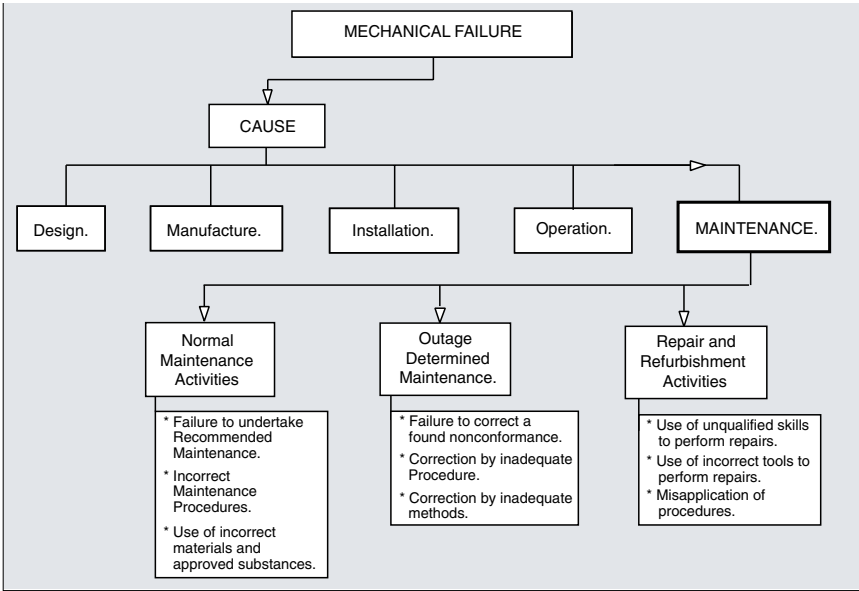 MECHANICAL FAILURE
CAUSE
Design.
Manufacture.
Installation.
Operation.
MAINTENANCE.
Normal
Maintenance
Activities
* Failure to undertake
Recommended
Maintenance.
* Incorrect
Maintenance
Procedures.
* Use of incorrect
materials and
approved substances.
Outage
Determined
Maintenance.
* Failure to correct a
found nonconformance.
* Correction by inadequate
Procedure.
* Correction by inadequate
methods.
Repair and
Refurbishment
Activities
* Use of unqualified skills
to perform repairs.
* Use of incorrect tools to
perform repairs.
* Misapplication of
procedures.